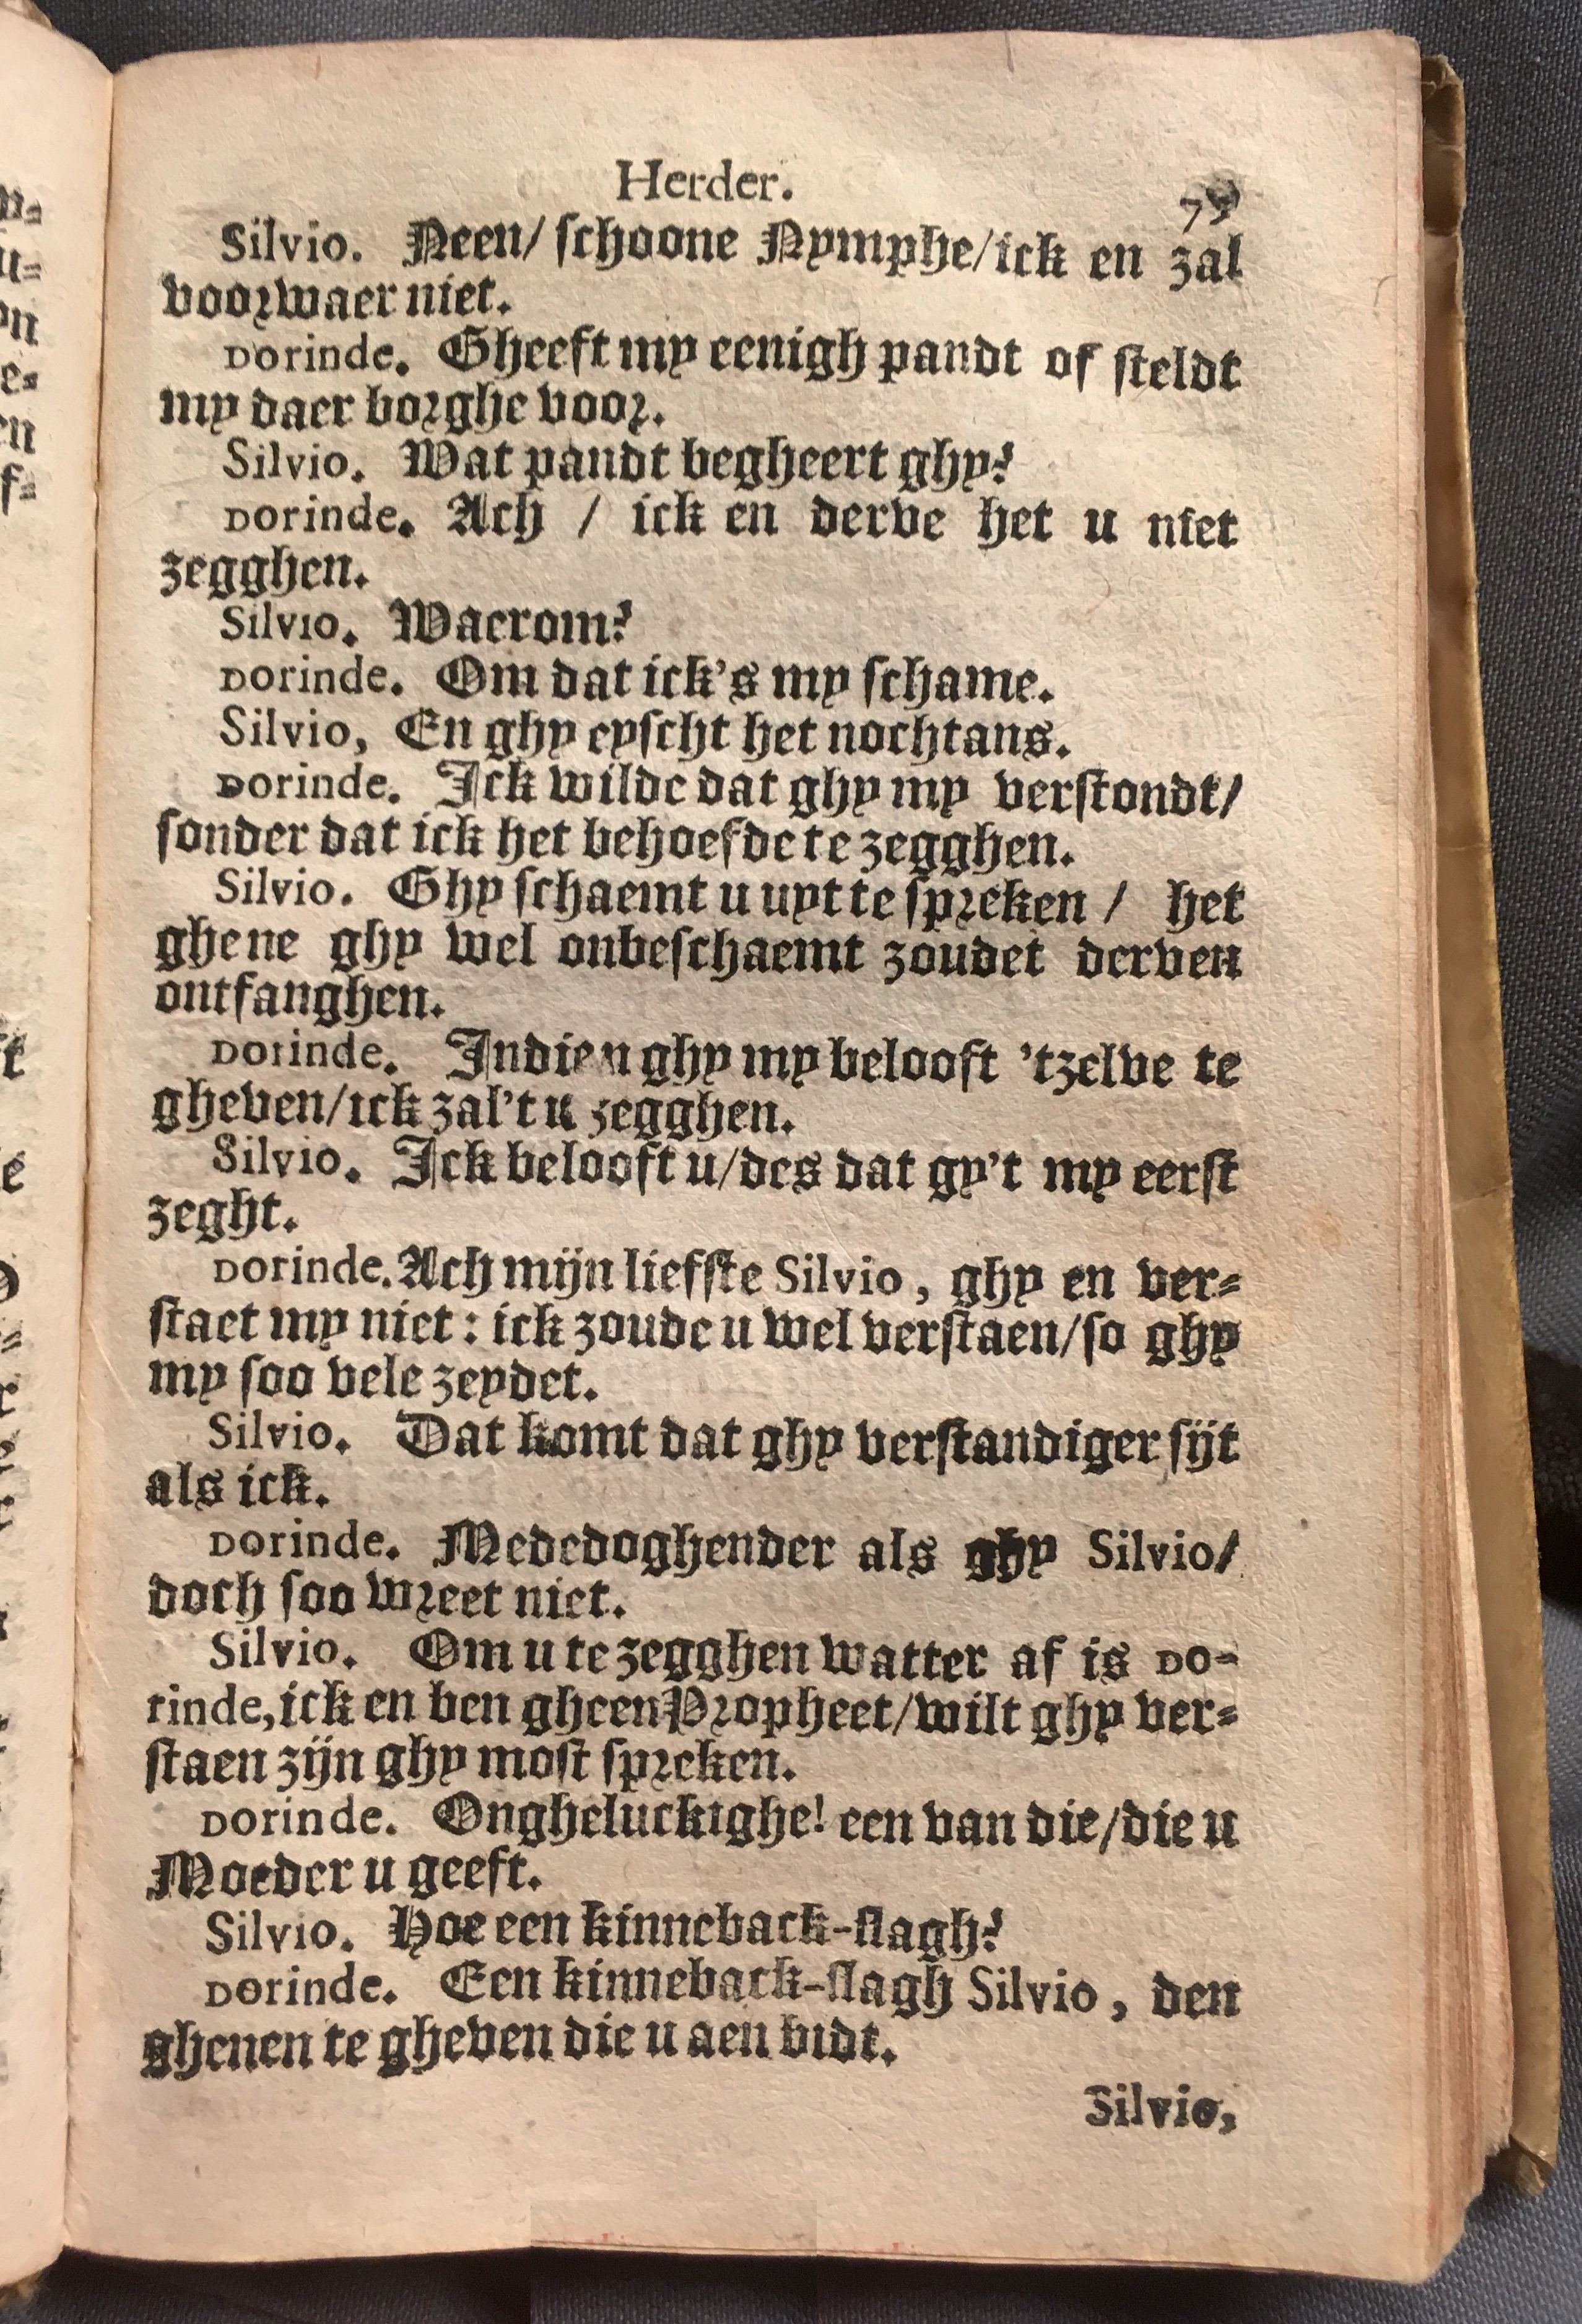 Herder.
79
Silvio. Neen/ schoone Nymphe/ick en zal
voorwaer niet.
Dorinde. Gheeft my eenigh pandt of steldt
my daer borghe voor.
Silvio. Wat pandt begheert ghy?
Dorinde. Ach / ick en derve het u niet
zegghen.
Silvio. Waerom?
Dorinde. Om dat ick's my schame.
Silvio, En ghy eyscht het nochtans.
Dorinde. Ick wilde dat ghy my verstondt/
sonder dat ick het behoefde te zegghen.
Silvio. Ghy schaemt u uyt te spreken / het
ghene ghy wel onbeschaemt zoudet derven
ontfanghen.
Dorinde. Indien ghy my belooft 'tzelve te
gheven/ick zal't u zegghen.
Silvio. Ick belooft u/des dat gy't my eerst
zeght.
Dorinde. Ach mijn liefste Silvio, ghy en ver-
staet my niet: ick zoude u wel verstaen/so ghy
my soo vele zeydet.
Silvio. Dat komt dat ghy verstandiger sijt
als ick.
Dorinde. Mededoghender als ghy Silvio/
doch soo wreet niet.
Silvio. Om u te zegghen watter af is Do-
rinde, ick en ben gheen Propheet/wilt ghy ver-
staen zijn ghy most spreken.
Dorinde. Ongheluckighe! een van die/die u
Moeder u geeft.
Silvio. Hoe een kinneback-slagh?
Dorinde. Een kinneback-slagh Silvio, den
ghenen te gheven die u aen bidt.
Silvio,